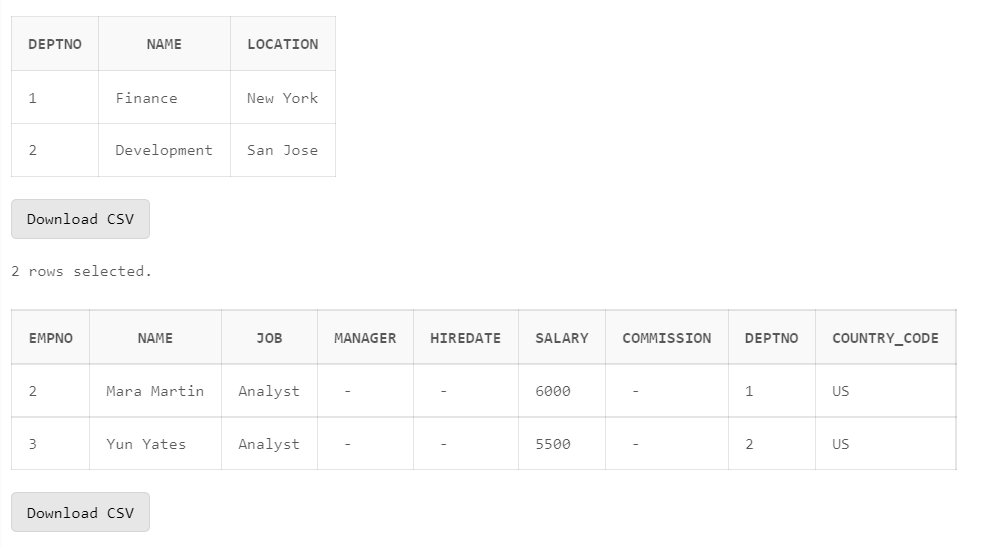 DEPTNO NAME LOCATION
1 Finance New York
2 Development San Jose
Download CSV
2 rows selected.
EMPNO NAME JOB MANAGER HIREDATE SALARY COMMISSION DEPTNO COUNTRY_CODE
2 Mara Martin Analyst - - 6000 - 1 US
3 Yun Yates Analyst - - 5500 - 2 US
Download CSV